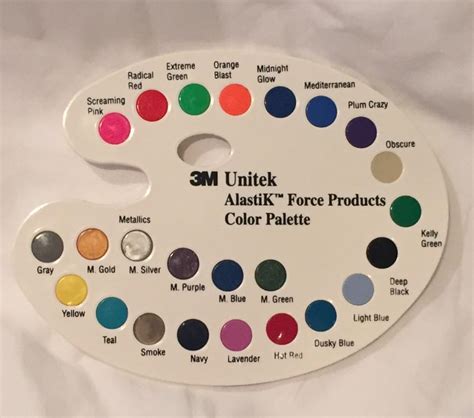 Screaming
Pink
Radical
Red
Extreme
Green
Orange
Blast
Midnight
Glow
Mediterranean
Plum Crazy
Obscure
3M Unitek
AlastiK™ Force Products
Color Palette
Kelly
Green
Metallics
Gray
M. Gold
M. Silver
M. Purple
M. Blue
M. Green
Deep
Black
Yellow
Teal
Smoke
Navy
Lavender
Hot Red
Dusky Blue
Light Blue